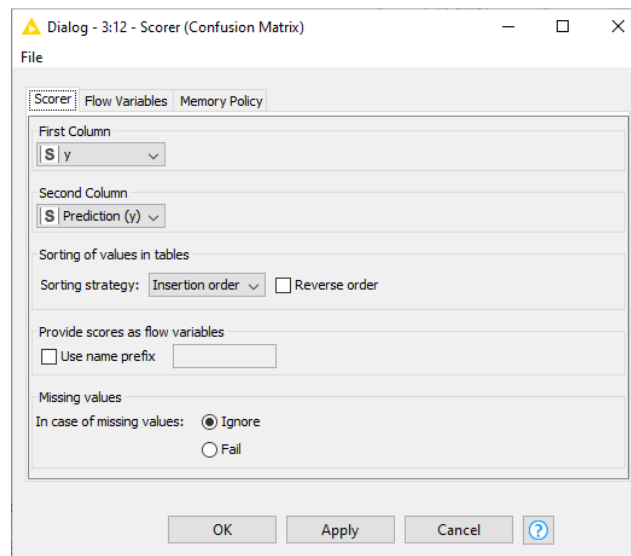 Dialog - 3:12 - Scorer (Confusion Matrix)
File
Scorer Flow Variables Memory Policy
First Column
S y
Second Column
S Prediction (y)
Sorting of values in tables
Sorting strategy: Insertion order Reverse order
Provide scores as flow variables
Use name prefix
Missing values
In case of missing values: Ignore
Fail
OK Apply Cancel ?